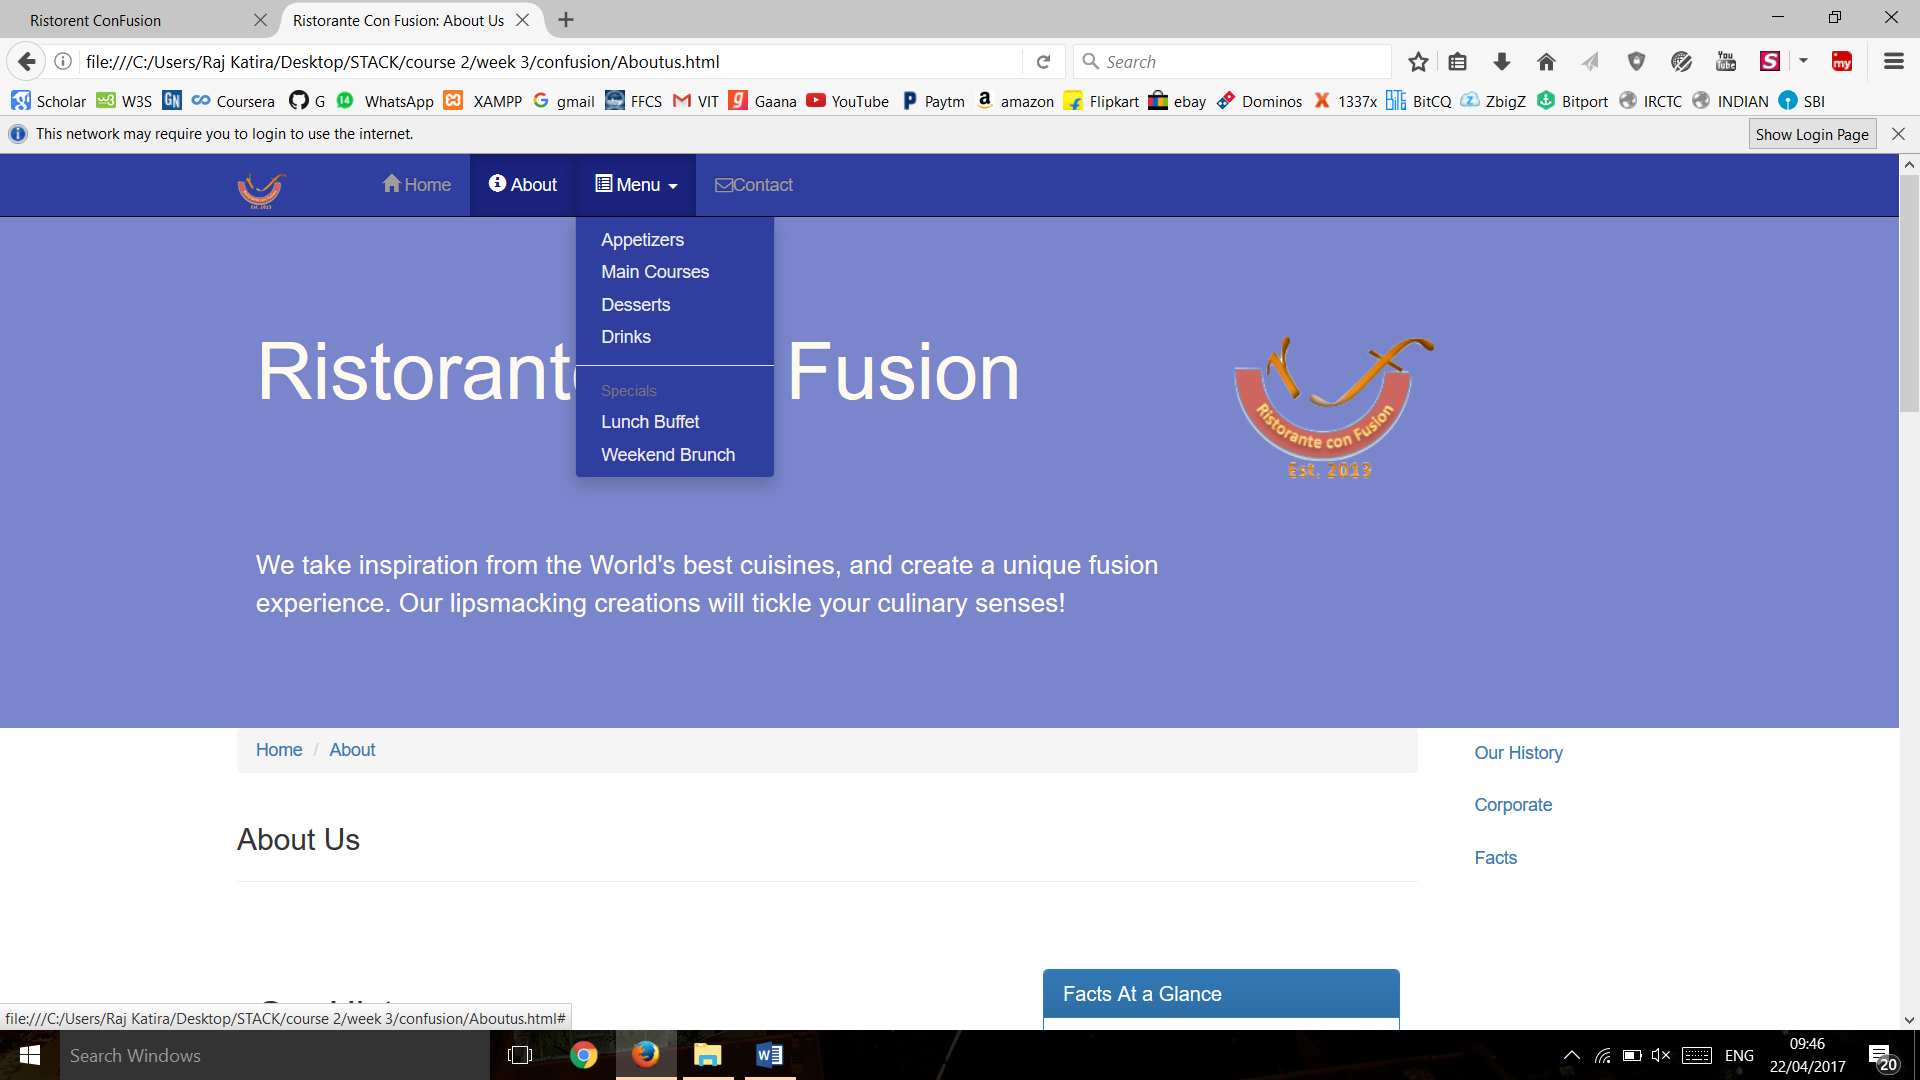 Ristorent ConFusion
Ristorante Con Fusion: About Us
file:///C:/Users/Raj Katira/Desktop/STACK/course 2/week 3/confusion/Aboutus.html
Search
You Tube
S
my
Scholar W3S GN Coursera G 14 WhatsApp XAMPP gmail FFCS VIT Gaana YouTube Paytm amazon Flipkart ebay Dominos 1337x BitCQ ZbigZ Bitport IRCTC INDIAN SBI
This network may require you to login to use the internet.
Show Login Page
Home About Menu Contact
Appetizers
Main Courses
Desserts
Drinks
Specials
Lunch Buffet
Weekend Brunch
Ristorant Fusion
Ristorante con Fusion
Est. 2013
We take inspiration from the World's best cuisines, and create a unique fusion
experience. Our lipsmacking creations will tickle your culinary senses!
Home / About
Our History
Corporate
Facts
About Us
Facts At a Glance
file:///C:/Users/Raj Katira/Desktop/STACK/course 2/week 3/confusion/Aboutus.html#
Search Windows
ENG
09:46
22/04/2017
20